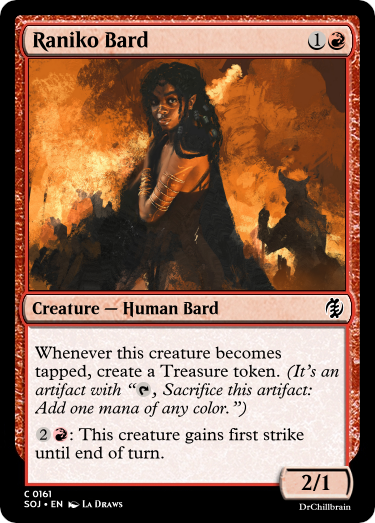 Raniko Bard 1
Creature — Human Bard
Whenever this creature becomes
tapped, create a Treasure token. (It's an
artifact with “, Sacrifice this artifact:
Add one mana of any color.”)
2 : This creature gains first strike
until end of turn.
2/1
C 0161
SOJ • EN LA DRAWS
DrChillbrain